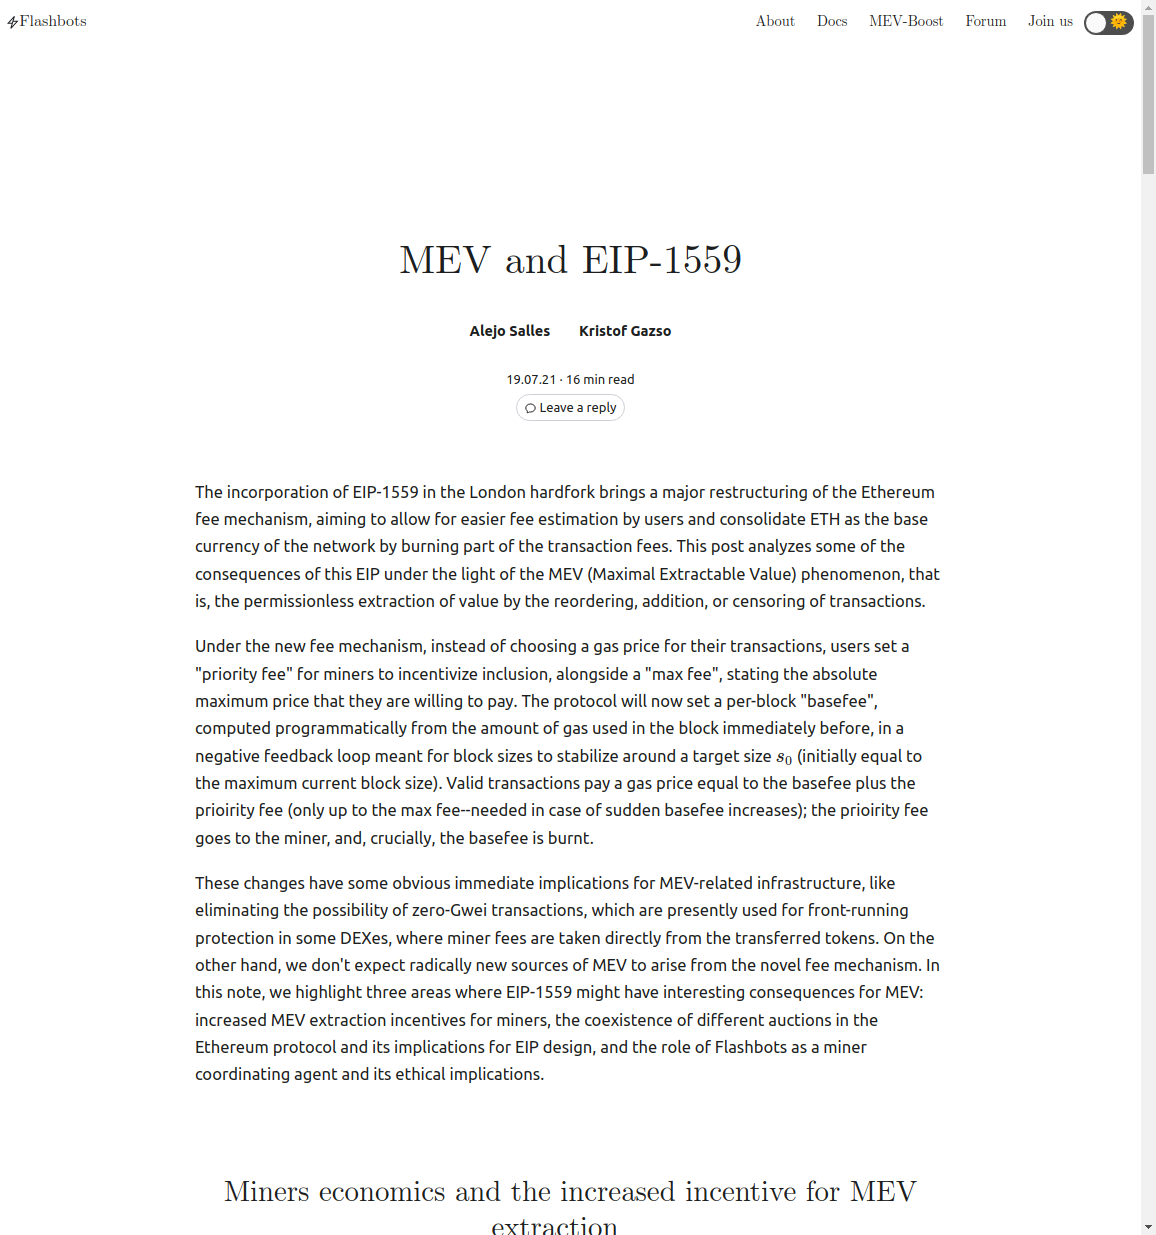 Flashbots
About Docs MEV-Boost Forum Join us
MEV and EIP-1559
Alejo Salles Kristof Gazso
19.07.21 · 16 min read
Leave a reply
The incorporation of EIP-1559 in the London hardfork brings a major restructuring of the Ethereum
fee mechanism, aiming to allow for easier fee estimation by users and consolidate ETH as the base
currency of the network by burning part of the transaction fees. This post analyzes some of the
consequences of this EIP under the light of the MEV (Maximal Extractable Value) phenomenon, that
is, the permissionless extraction of value by the reordering, addition, or censoring of transactions.
Under the new fee mechanism, instead of choosing a gas price for their transactions, users set a
"priority fee" for miners to incentivize inclusion, alongside a "max fee", stating the absolute
maximum price that they are willing to pay. The protocol will now set a per-block "basefee",
computed programmatically from the amount of gas used in the block immediately before, in a
negative feedback loop meant for block sizes to stabilize around a target size s₀ (initially equal to
the maximum current block size). Valid transactions pay a gas price equal to the basefee plus the
prioirity fee (only up to the max fee--needed in case of sudden basefee increases); the prioirity fee
goes to the miner, and, crucially, the basefee is burnt.
These changes have some obvious immediate implications for MEV-related infrastructure, like
eliminating the possibility of zero-Gwei transactions, which are presently used for front-running
protection in some DEXes, where miner fees are taken directly from the transferred tokens. On the
other hand, we don't expect radically new sources of MEV to arise from the novel fee mechanism. In
this note, we highlight three areas where EIP-1559 might have interesting consequences for MEV:
increased MEV extraction incentives for miners, the coexistence of different auctions in the
Ethereum protocol and its implications for EIP design, and the role of Flashbots as a miner
coordinating agent and its ethical implications.
Miners economics and the increased incentive for MEV
extraction